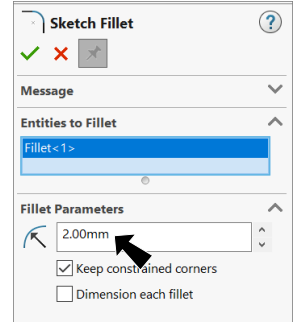 Sketch Fillet
?
Message
Entities to Fillet
Fillet<1>
Fillet Parameters
2.00mm
Keep constrained corners
Dimension each fillet